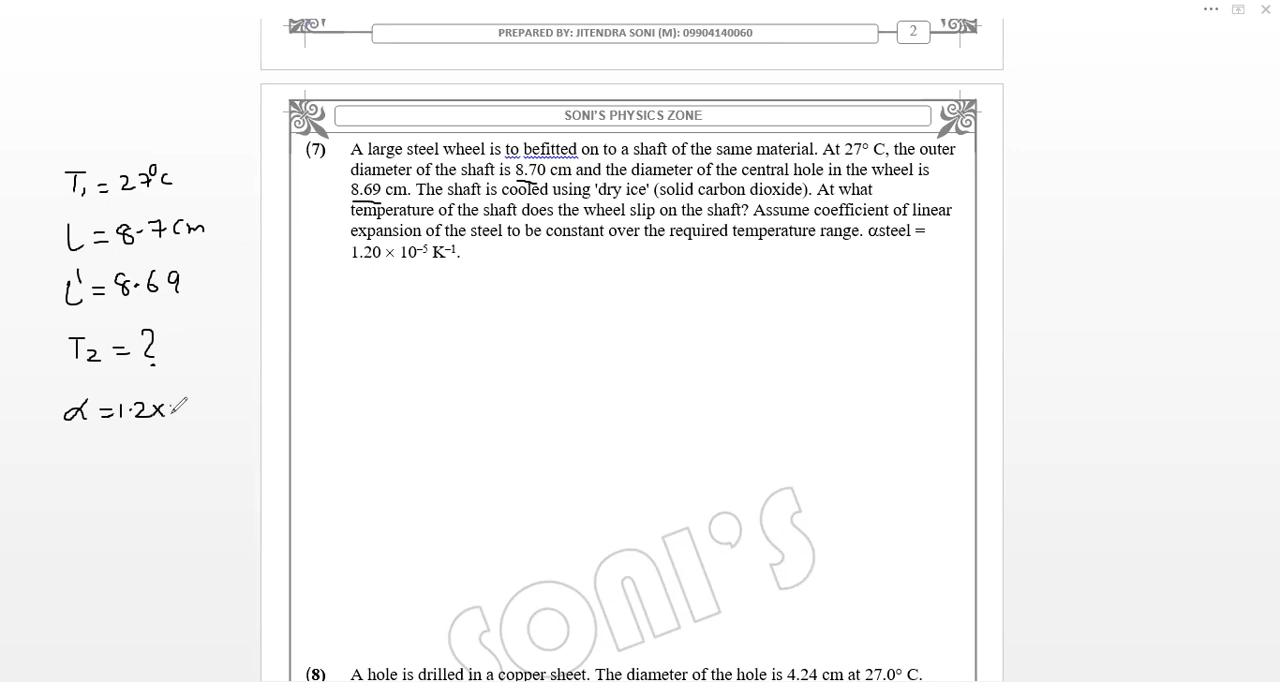 PREPARED BY: JITENDRA SONI (M): 09904140060
2
SONI'S PHYSICS ZONE
(7) A large steel wheel is to befitted on to a shaft of the same material. At 27° C, the outer
diameter of the shaft is 8.70 cm and the diameter of the central hole in the wheel is
8.69 cm. The shaft is cooled using 'dry ice' (solid carbon dioxide). At what
temperature of the shaft does the wheel slip on the shaft? Assume coefficient of linear
expansion of the steel to be constant over the required temperature range. αsteel =
1.20 × 10⁻⁵ K⁻¹.
T₁ = 27°C
L = 8.7 cm
L' = 8.69
T₂ = ?
α = 1.2×
SONI'S
(8) A hole is drilled in a copper sheet. The diameter of the hole is 4.24 cm at 27.0° C.